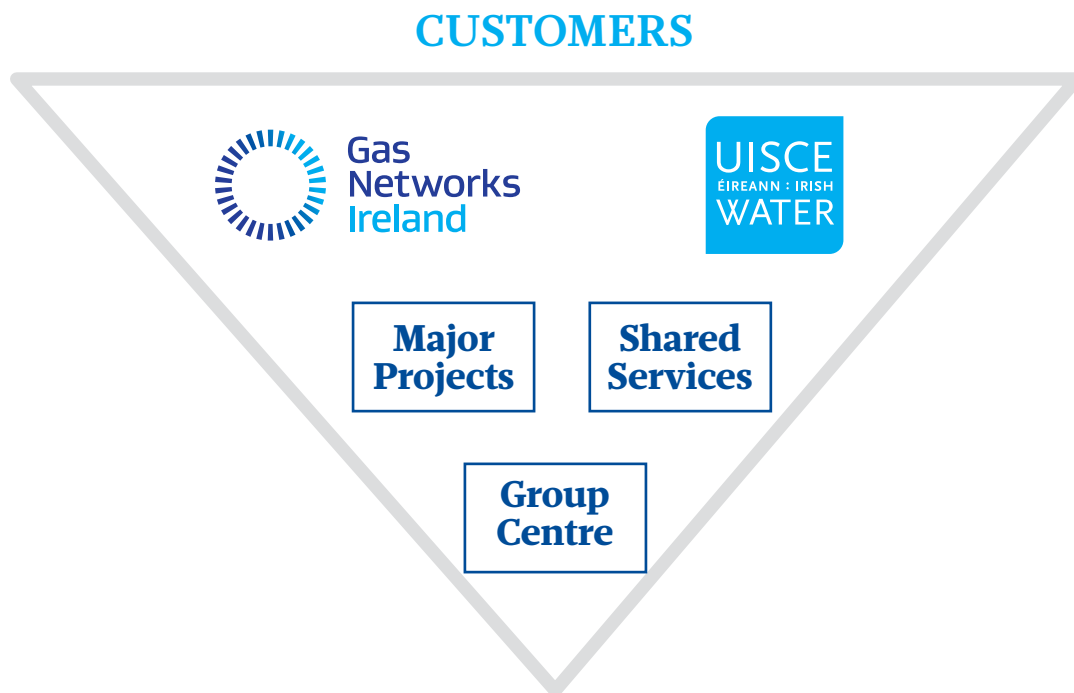 CUSTOMERS
Gas
Networks
Ireland
UISCE
ÉIREANN : IRISH
WATER
Major
Projects
Shared
Services
Group
Centre